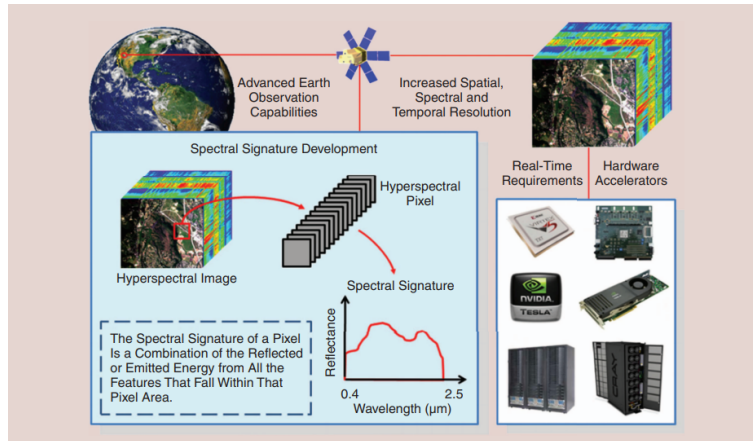 Advanced Earth
Observation
Capabilities
Increased Spatial,
Spectral and
Temporal Resolution
Spectral Signature Development
Hyperspectral Image
Hyperspectral
Pixel
Spectral Signature
Reflectance
0.4
2.5
Wavelength (μm)
The Spectral Signature of a Pixel
Is a Combination of the Reflected
or Emitted Energy from All the
Features That Fall Within That
Pixel Area.
Real-Time
Requirements
Hardware
Accelerators
NVIDIA.
TESLA
CRAY